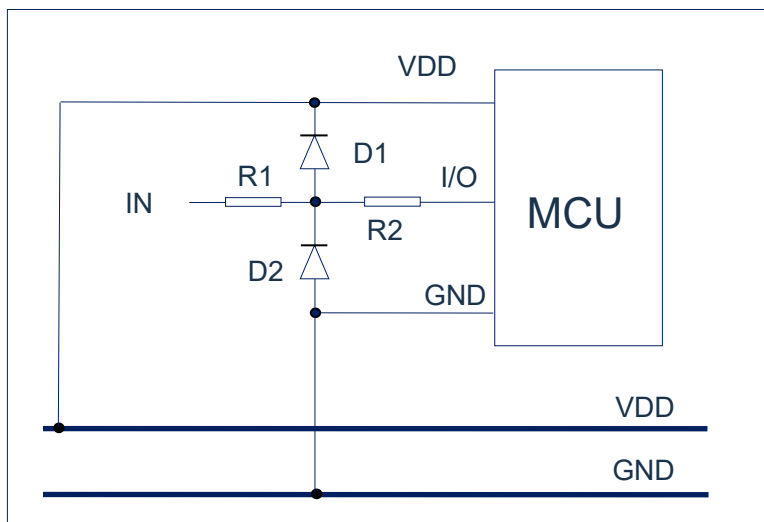 VDD
D1
R1
I/O
IN
MCU
R2
D2
GND
VDD
GND